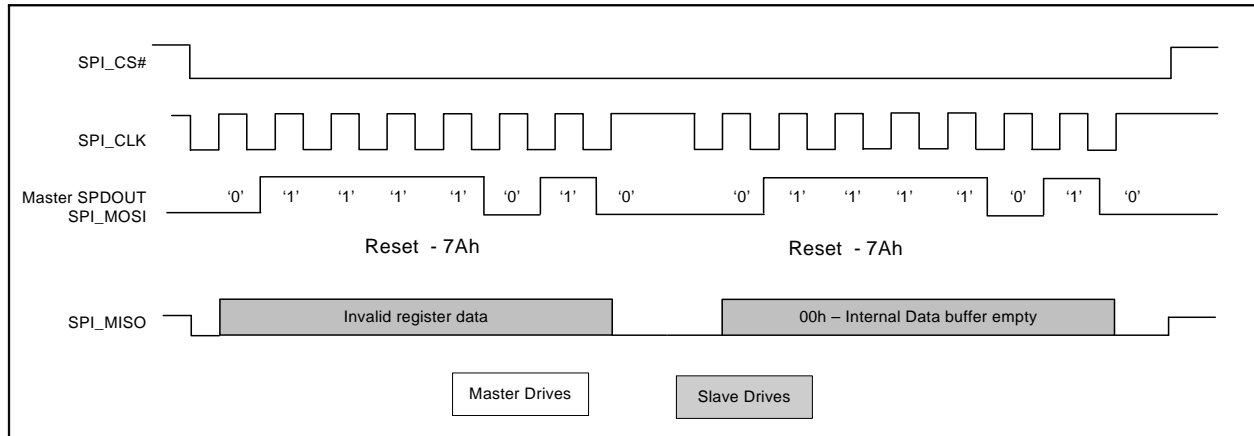 SPI_CS#
SPI_CLK
Master SPDOUT
SPI_MOSI
‘0’ ‘1’ ‘1’ ‘1’ ‘1’ ‘0’ ‘1’ ‘0’ ‘0’ ‘1’ ‘1’ ‘1’ ‘1’ ‘0’ ‘1’ ‘0’
Reset - 7Ah Reset - 7Ah
SPI_MISO
Invalid register data 00h – Internal Data buffer empty
Master Drives Slave Drives